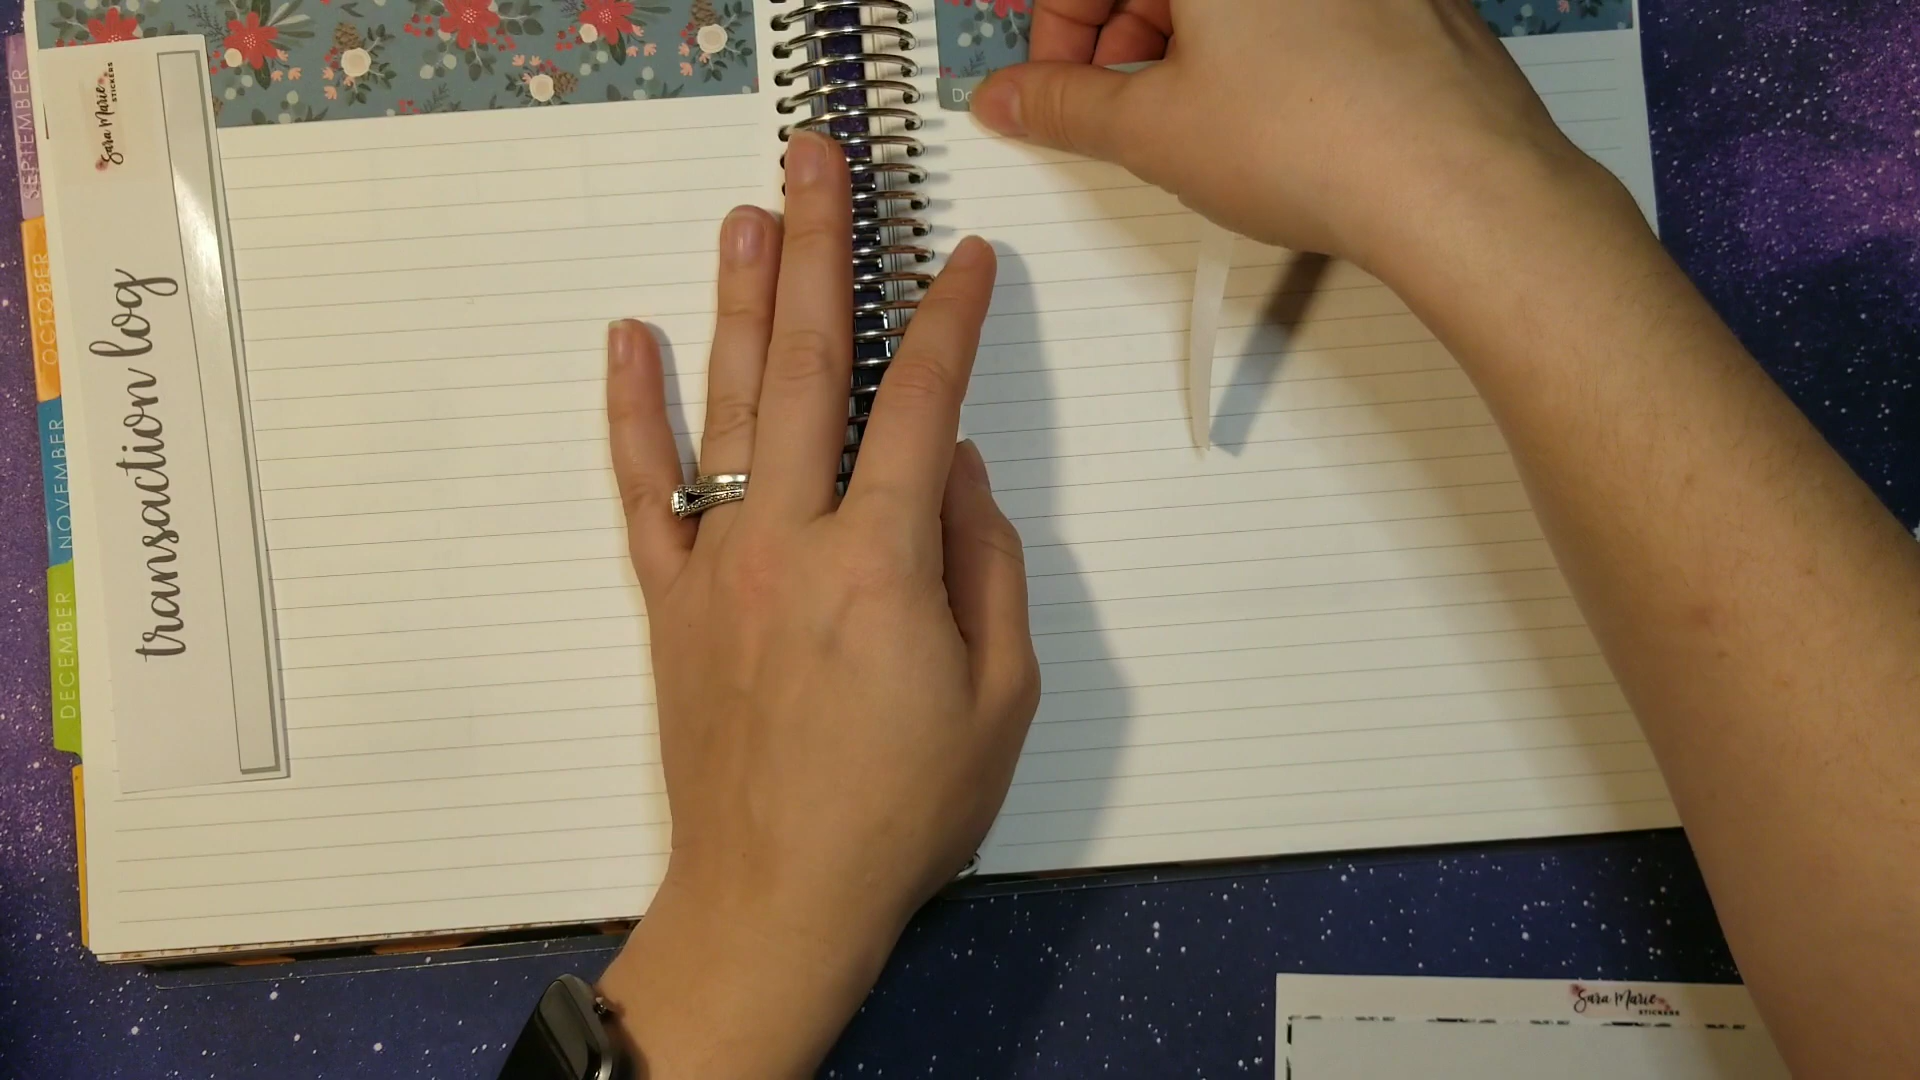 SEPTEMBER
OCTOBER
NOVEMBER
DECEMBER
Sara Marie
STICKERS
transaction log
Sara Marie
STICKERS